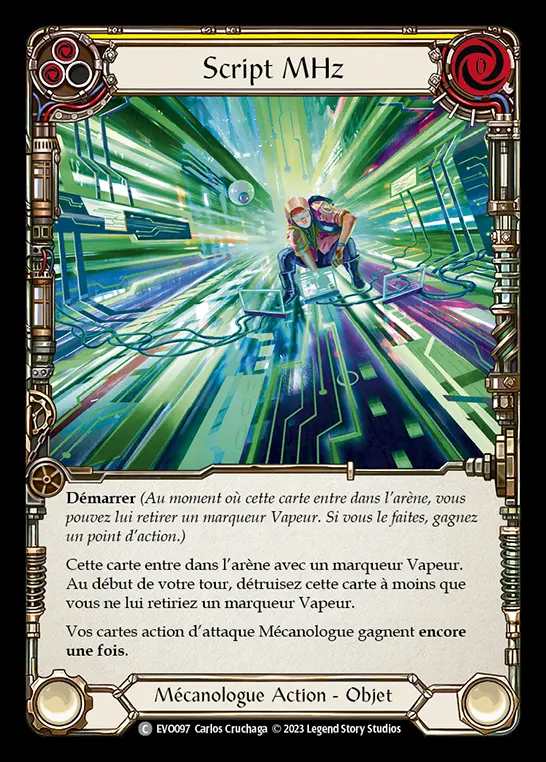 Script MHz
0
Démarrer (Au moment où cette carte entre dans l'arène, vous
pouvez lui retirer un marqueur Vapeur. Si vous le faites, gagnez
un point d'action.)
Cette carte entre dans l'arène avec un marqueur Vapeur.
Au début de votre tour, détruisez cette carte à moins que
vous ne lui retiriez un marqueur Vapeur.
Vos cartes action d'attaque Mécanologue gagnent encore
une fois.
Mécanologue Action - Objet
C EVO097 Carlos Cruchaga © 2023 Legend Story Studios